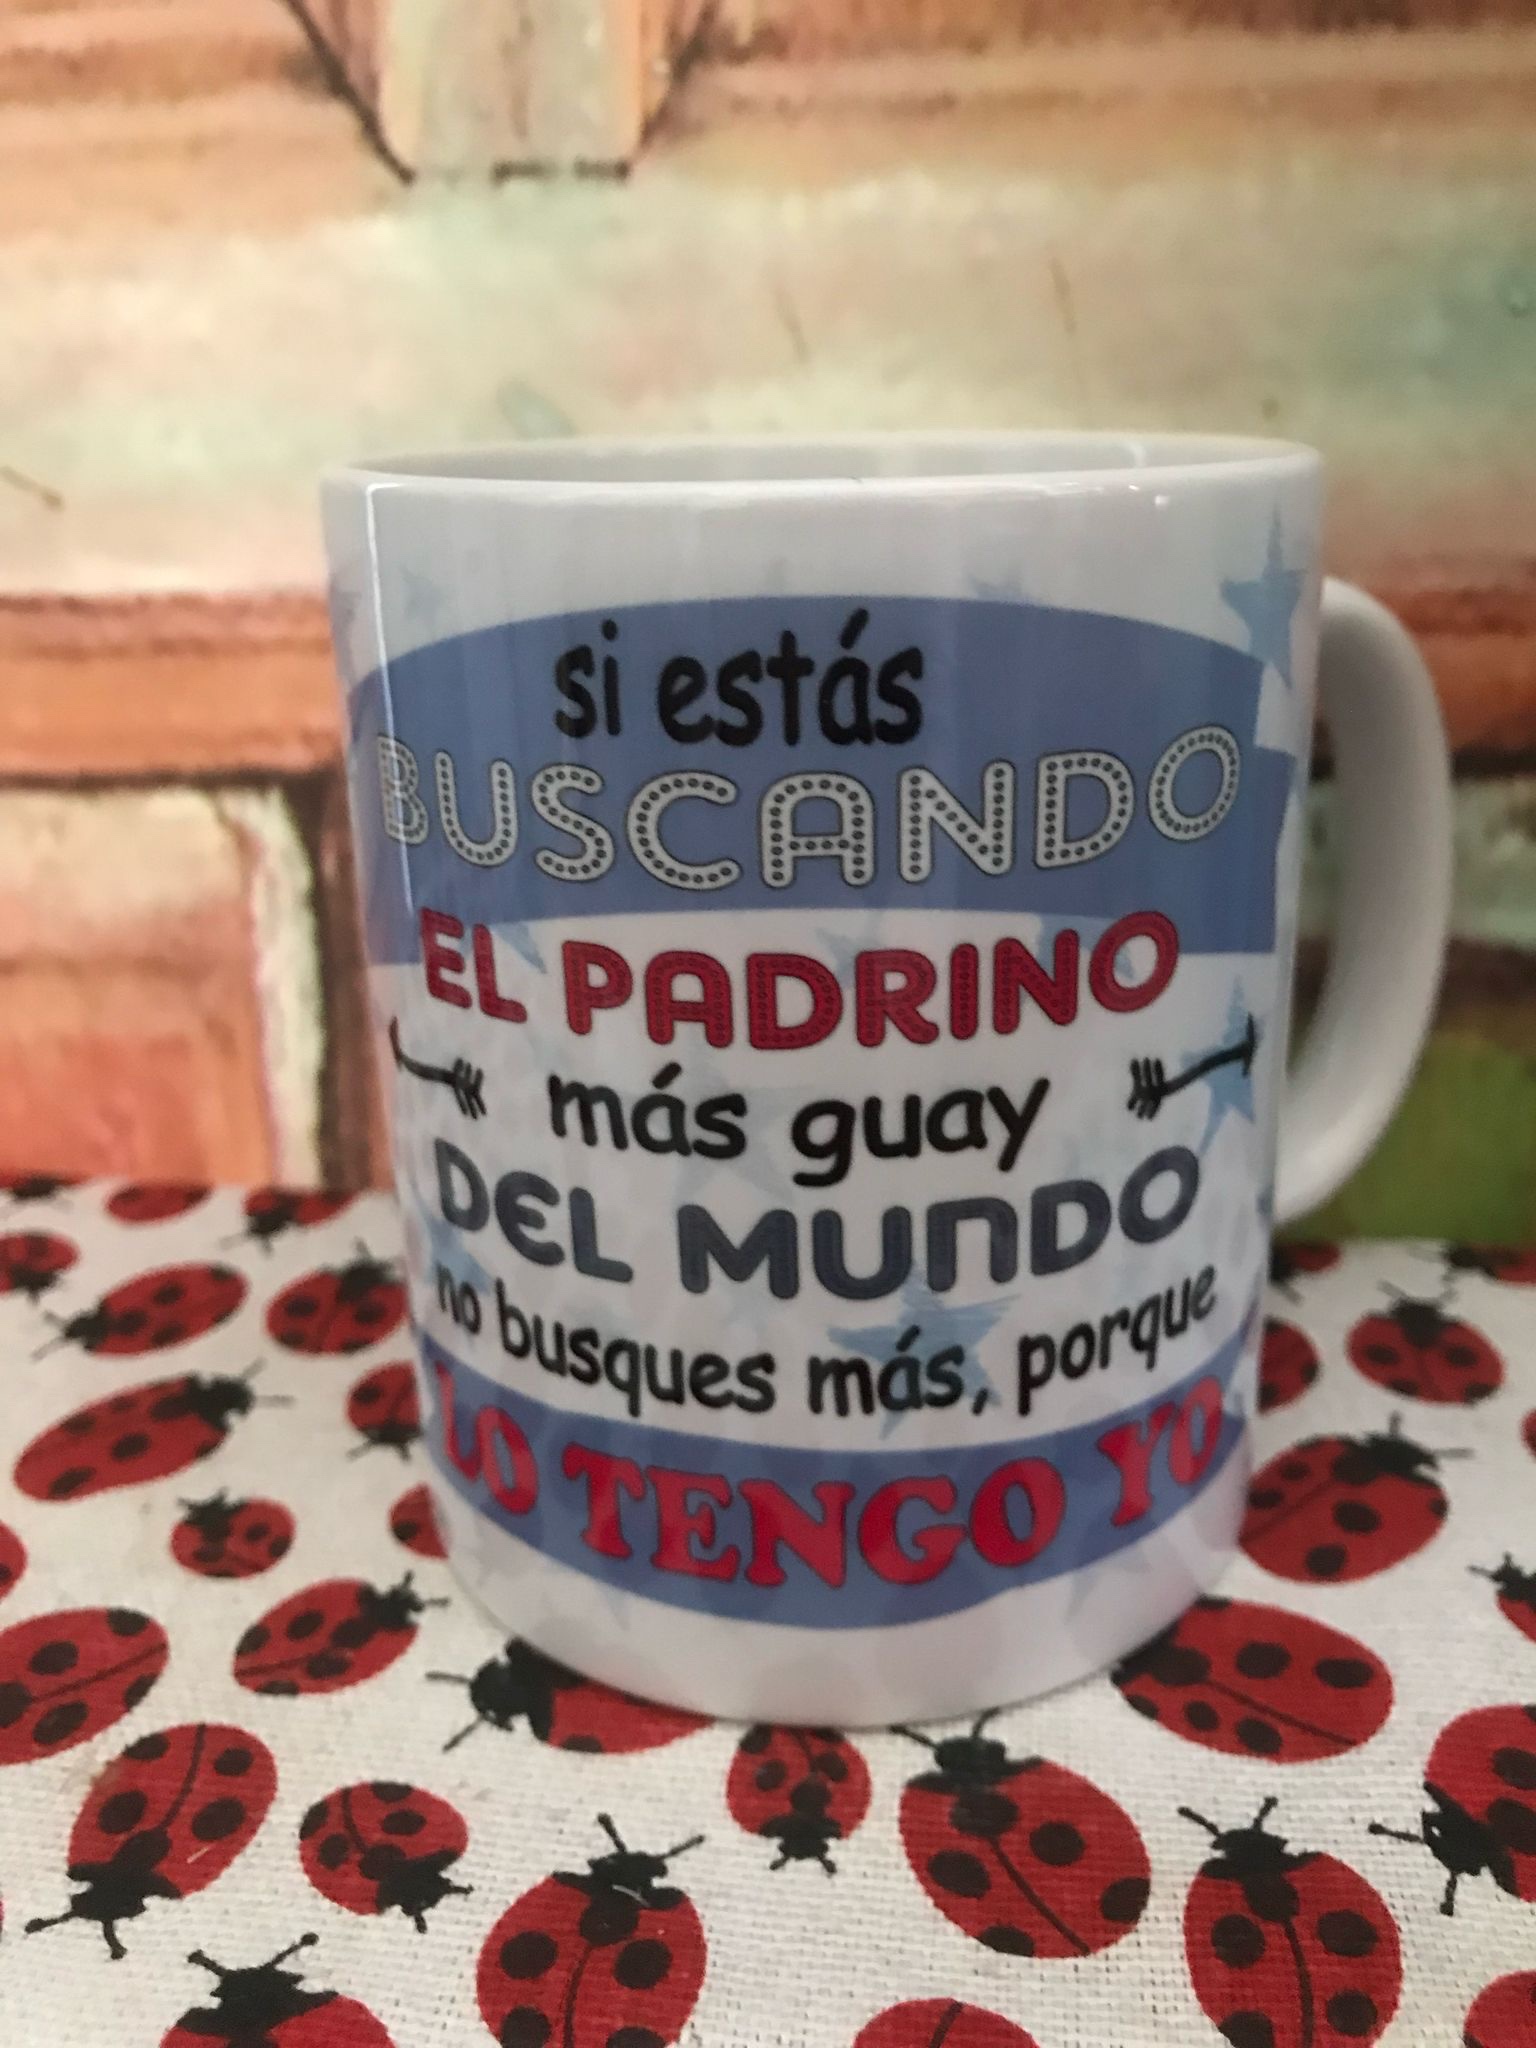 si estás
BUSCANDO
EL PADRINO
más guay
DEL MUNDO
no busques más, porque
LO TENGO YO